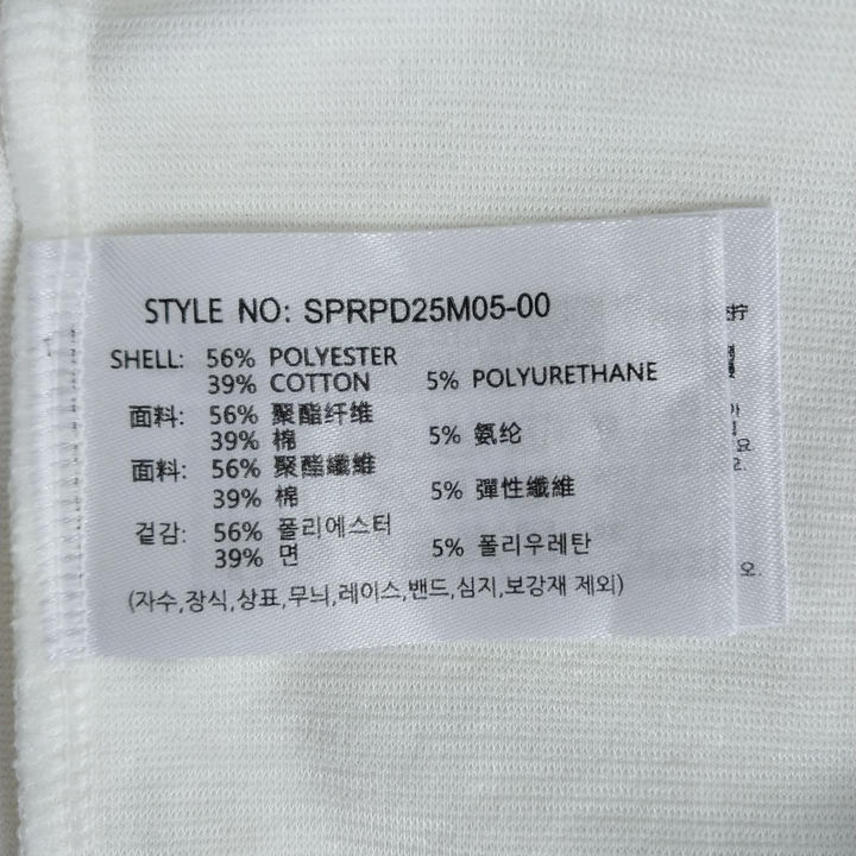 STYLE NO: SPRPD25M05-00
SHELL: 56% POLYESTER
39% COTTON 5% POLYURETHANE
面料: 56% 聚酯纤维
39% 棉 5% 氨纶
面料: 56% 聚酯纖維
39% 棉 5% 彈性纖維
겉감: 56% 폴리에스터
39% 면 5% 폴리우레탄
(자수,장식,상표,무늬,레이스,밴드,심지,보강재 제외)
拧
요
오.